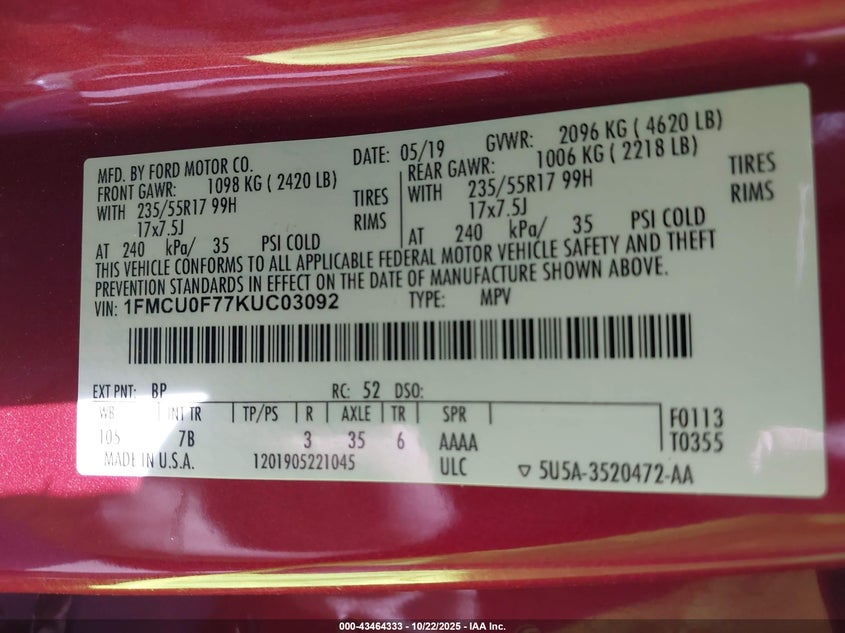 MFD. BY FORD MOTOR CO. DATE: 05/19 GVWR: 2096 KG ( 4620 LB)
FRONT GAWR: 1098 KG ( 2420 LB) REAR GAWR: 1006 KG ( 2218 LB)
WITH 235/55R17 99H TIRES WITH 235/55R17 99H TIRES
17x7.5J RIMS 17x7.5J RIMS
AT 240 kPa/ 35 PSI COLD AT 240 kPa/ 35 PSI COLD
THIS VEHICLE CONFORMS TO ALL APPLICABLE FEDERAL MOTOR VEHICLE SAFETY AND THEFT
PREVENTION STANDARDS IN EFFECT ON THE DATE OF MANUFACTURE SHOWN ABOVE.
VIN: 1FMCU0F77KUC03092 TYPE: MPV
EXT PNT: BP RC: 52 DSO:
WB INT TR TP/PS R AXLE TR SPR F0113
105 7B 3 35 6 AAAA T0355
MADE IN U.S.A. 1201905221045 ULC 5U5A-3520472-AA
000-43464333 - 10/22/2025 - IAA Inc.